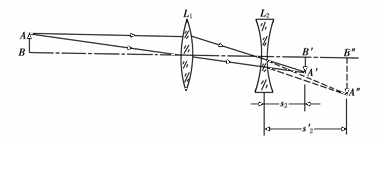 L₁ L₂
A
B B′ B″
A′
A″
s₂
s′₂